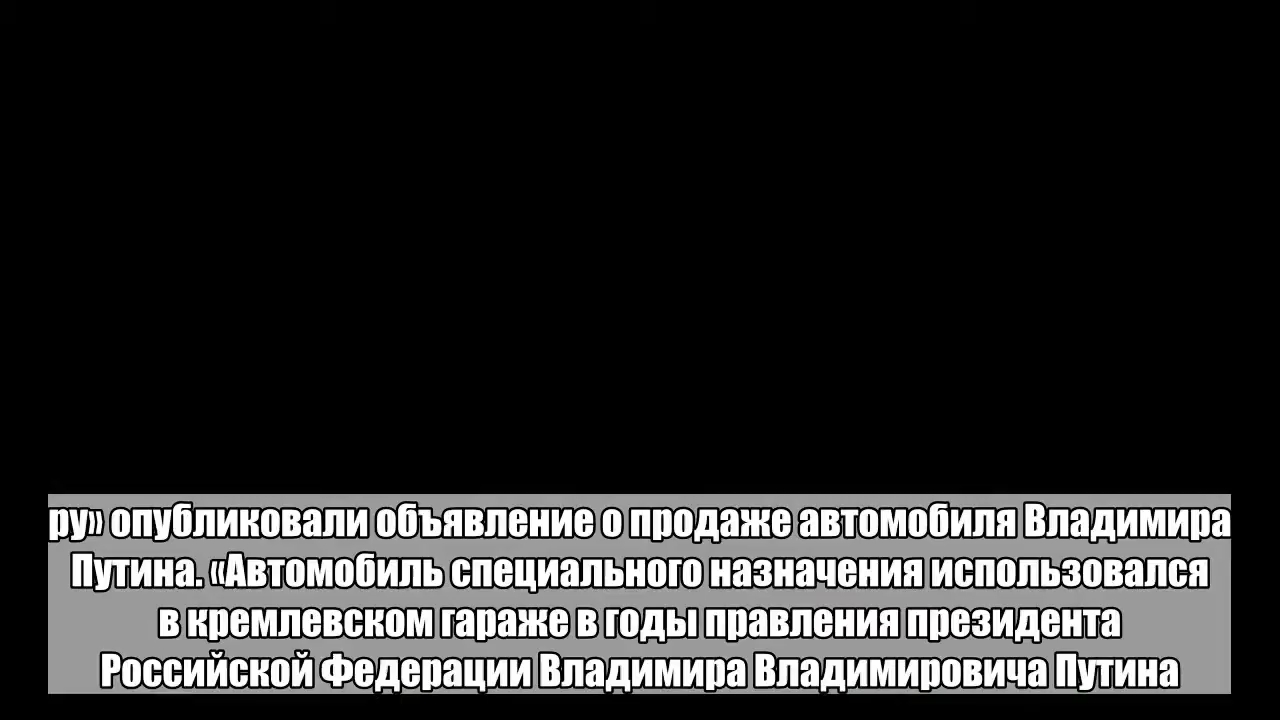 ру» опубликовали объявление о продаже автомобиля Владимира
Путина. «Автомобиль специального назначения использовался
в кремлевском гараже в годы правления президента
Российской Федерации Владимира Владимировича Путина